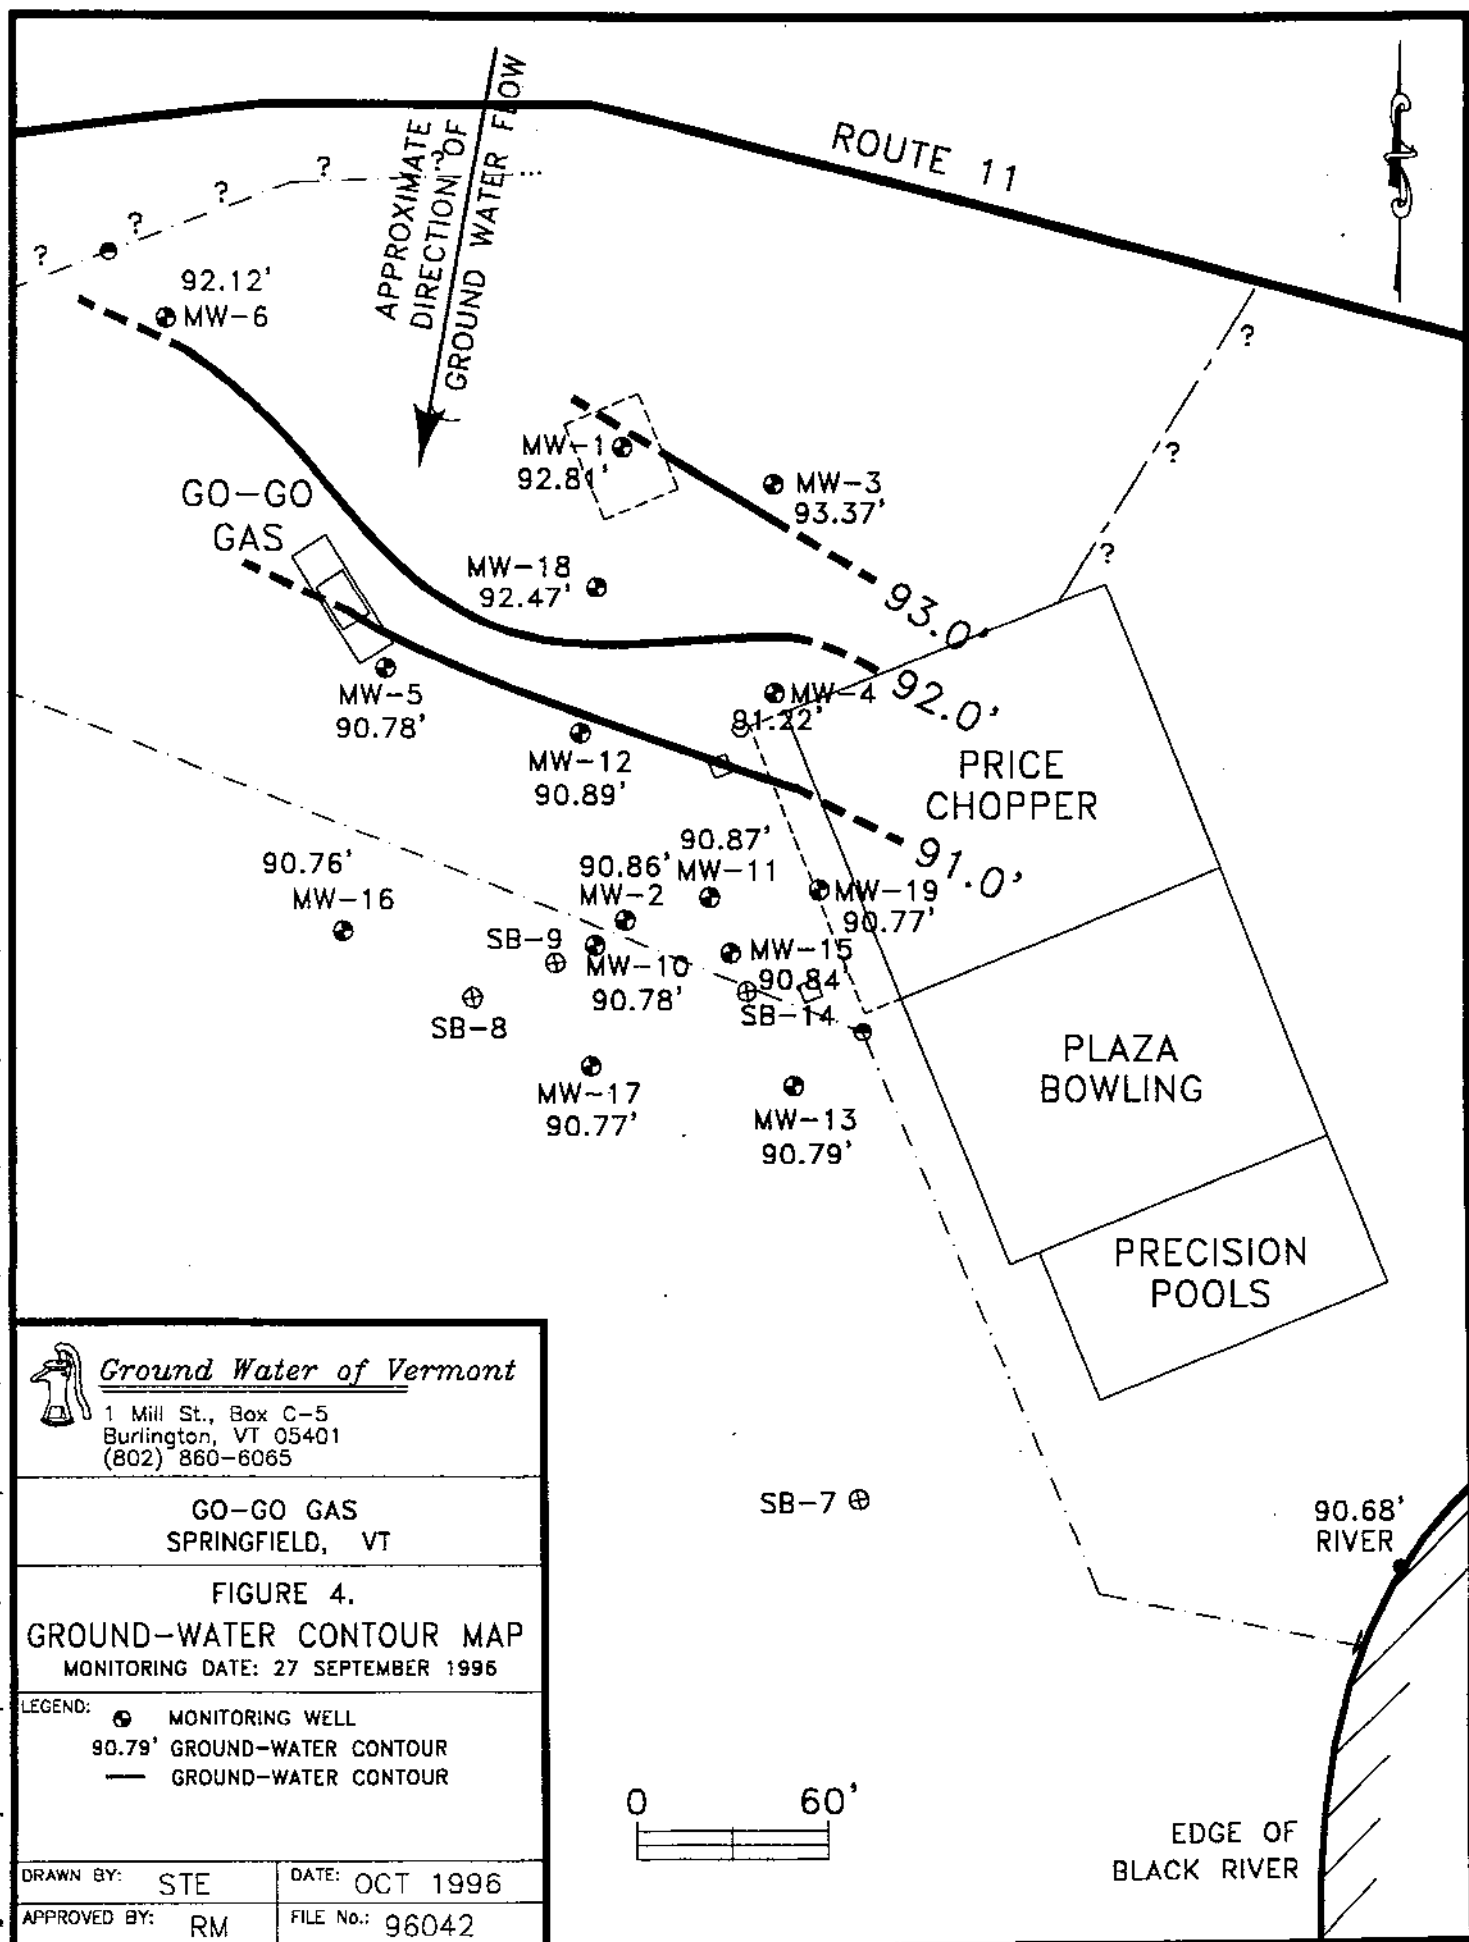 ROUTE 11
APPROXIMATE
DIRECTION OF
GROUND WATER FLOW
?
?
?
?
?
92.12'
MW-6
MW-1
92.81'
MW-3
93.37'
?
?
?
GO-GO
GAS
MW-18
92.47'
93.0'
MW-5
90.78'
MW-4
91.22'
92.0'
MW-12
90.89'
PRICE
CHOPPER
91.0'
90.76'
MW-16
90.86'
MW-2
90.87'
MW-11
MW-19
90.77'
SB-9
MW-10
90.78'
MW-15
90.84'
SB-14
SB-8
MW-17
90.77'
MW-13
90.79'
PLAZA
BOWLING
PRECISION
POOLS
SB-7
90.68'
RIVER
EDGE OF
BLACK RIVER
0 60'
Ground Water of Vermont
1 Mill St., Box C-5
Burlington, VT 05401
(802) 860-6065
GO-GO GAS
SPRINGFIELD, VT
FIGURE 4.
GROUND-WATER CONTOUR MAP
MONITORING DATE: 27 SEPTEMBER 1996
LEGEND:
MONITORING WELL
90.79' GROUND-WATER CONTOUR
GROUND-WATER CONTOUR
DRAWN BY: STE
DATE: OCT 1996
APPROVED BY: RM
FILE No.: 96042